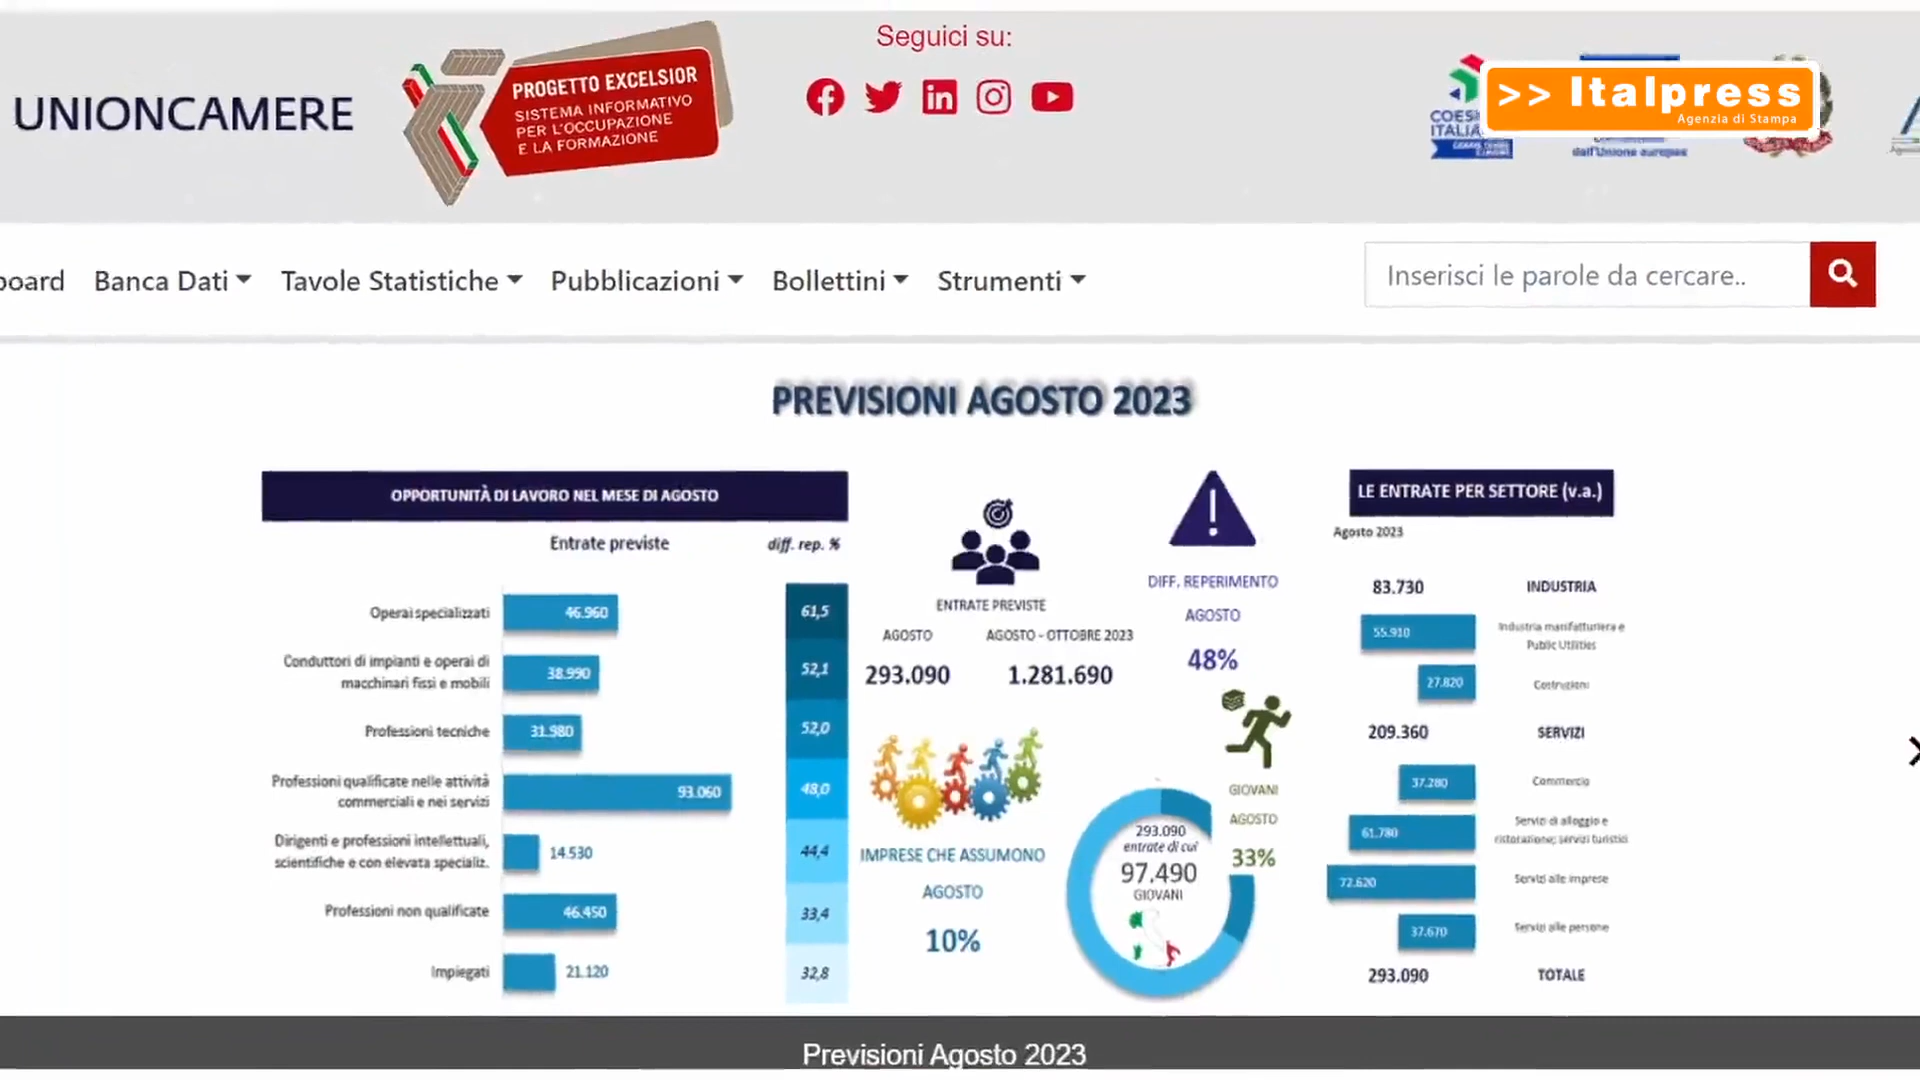 UNIONCAMERE
PROGETTO EXCELSIOR
SISTEMA INFORMATIVO
PER L'OCCUPAZIONE
E LA FORMAZIONE
Seguici su:
COES
ITALIA
dall'Unione europea
>> Italpress
Agenzia di Stampa
board
Banca Dati
Tavole Statistiche
Pubblicazioni
Bollettini
Strumenti
Inserisci le parole da cercare..
PREVISIONI AGOSTO 2023
OPPORTUNITÀ DI LAVORO NEL MESE DI AGOSTO
Entrate previste
diff. rep. %
Operai specializzati
46.960
61,5
Conduttori di impianti e operai di
macchinari fissi e mobili
38.990
52,1
Professioni tecniche
31.980
52,0
Professioni qualificate nelle attività
commerciali e nei servizi
93.060
48,0
Dirigenti e professioni intellettuali,
scientifiche e con elevata specializ.
14.530
44,4
Professioni non qualificate
46.450
33,4
Impiegati
21.120
32,8
ENTRATE PREVISTE
AGOSTO
293.090
AGOSTO - OTTOBRE 2023
1.281.690
IMPRESE CHE ASSUMONO
AGOSTO
10%
DIFF. REPERIMENTO
AGOSTO
48%
GIOVANI
AGOSTO
33%
293.090
entrate di cui
97.490
GIOVANI
LE ENTRATE PER SETTORE (v.a.)
Agosto 2023
83.730
INDUSTRIA
55.910
Industria manifatturiera e
Public Utilities
27.820
Costruzioni
209.360
SERVIZI
37.280
Commercio
61.780
Servizi di alloggio e
ristorazione; servizi turistici
72.620
Servizi alle imprese
37.670
Servizi alle persone
293.090
TOTALE
Previsioni Agosto 2023